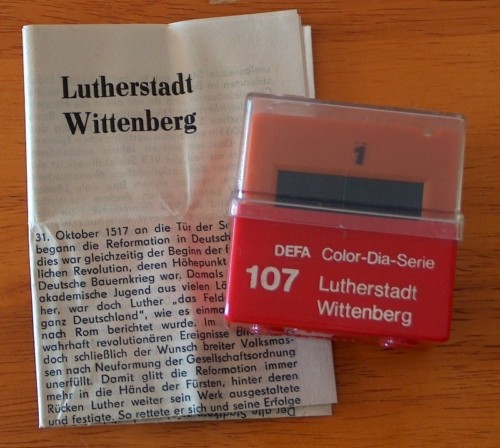 Lutherstadt
Wittenberg
31. Oktober 1517 an die Tür der
begann die Reformation in
dies war gleichzeitig der Beginn der
lichen Revolution, deren Höhepunkt
Deutsche Bauernkrieg war. Damals
akademische Jugend aus vielen
her, war doch Luther „das Feld
ganz Deutschland", wie es
nach Rom berichtet wurde. Im
wahrhaft revolutionären Ereignisse
doch schließlich der Wunsch breiter Volksmas-
sen nach Neuformung der Gesellschaftsordnung
unerfüllt. Damit glitt die Reformation immer
mehr in die Hände der Fürsten, hinter deren
Rücken Luther weiter sein Werk ausgestaltete
und festigte. So rettete er sich und seine Erfolge
1
DEFA Color-Dia-Serie
107 Lutherstadt
Wittenberg